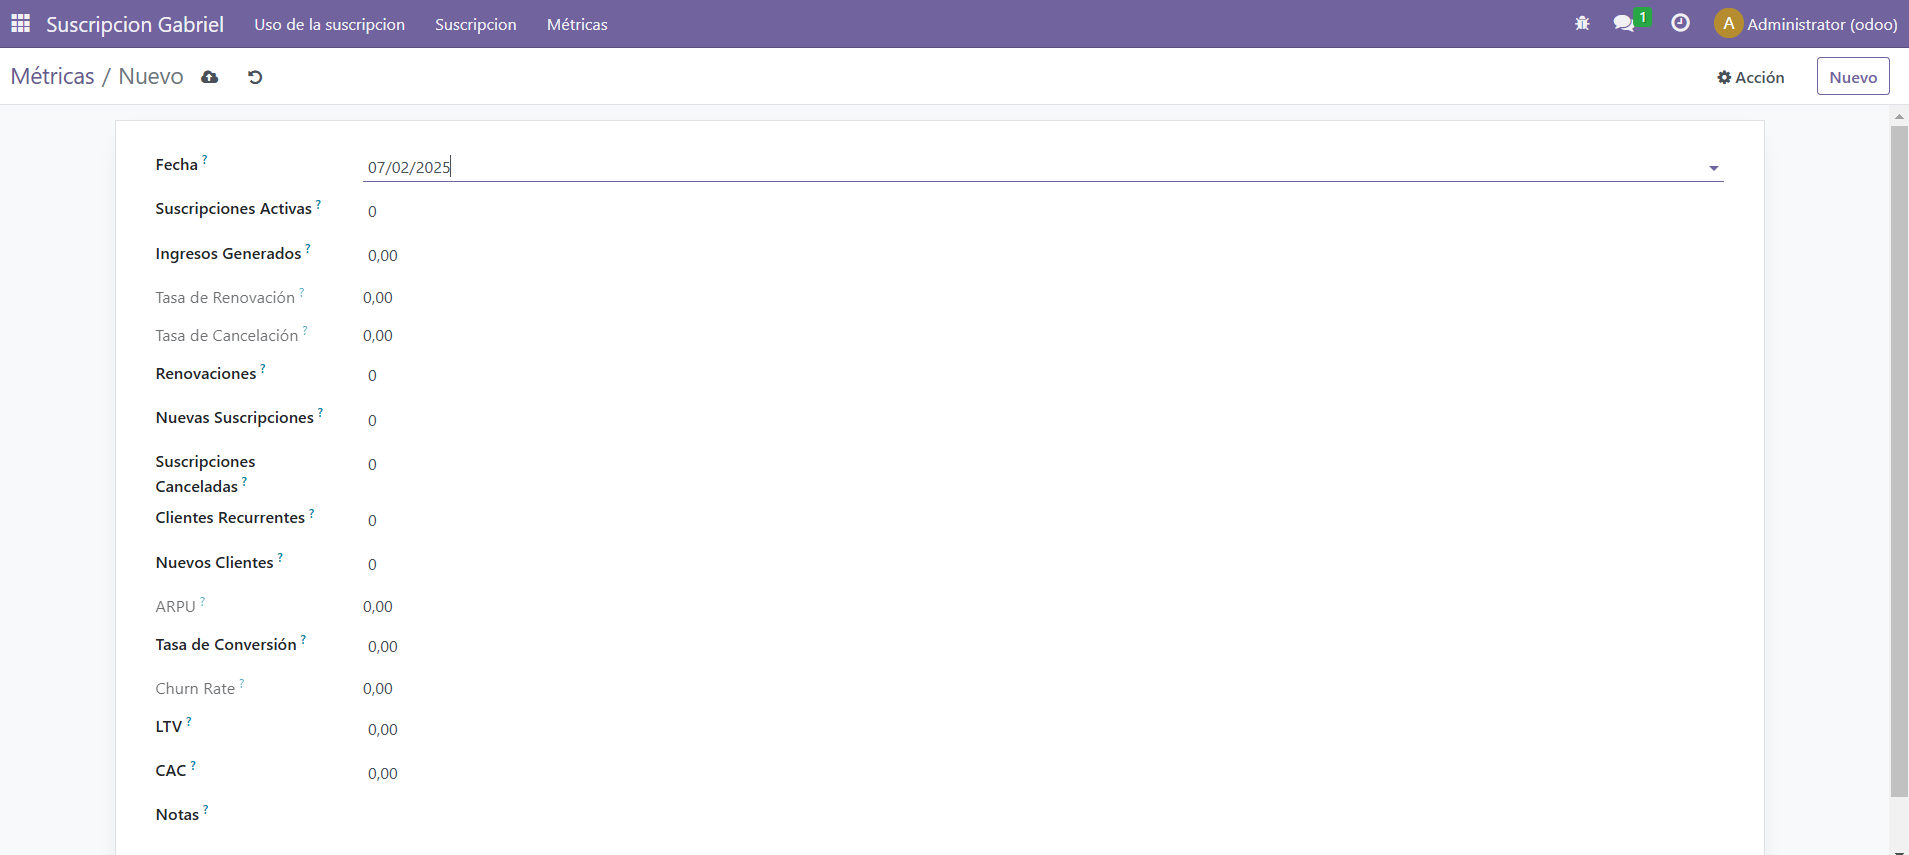 Suscripcion Gabriel Uso de la suscripcion Suscripcion Métricas 1 A Administrator (odoo)
Métricas / Nuevo Acción Nuevo
Fecha ? 07/02/2025
Suscripciones Activas ? 0
Ingresos Generados ? 0,00
Tasa de Renovación ? 0,00
Tasa de Cancelación ? 0,00
Renovaciones ? 0
Nuevas Suscripciones ? 0
Suscripciones 0
Canceladas ?
Clientes Recurrentes ? 0
Nuevos Clientes ? 0
ARPU ? 0,00
Tasa de Conversión ? 0,00
Churn Rate ? 0,00
LTV ? 0,00
CAC ? 0,00
Notas ?